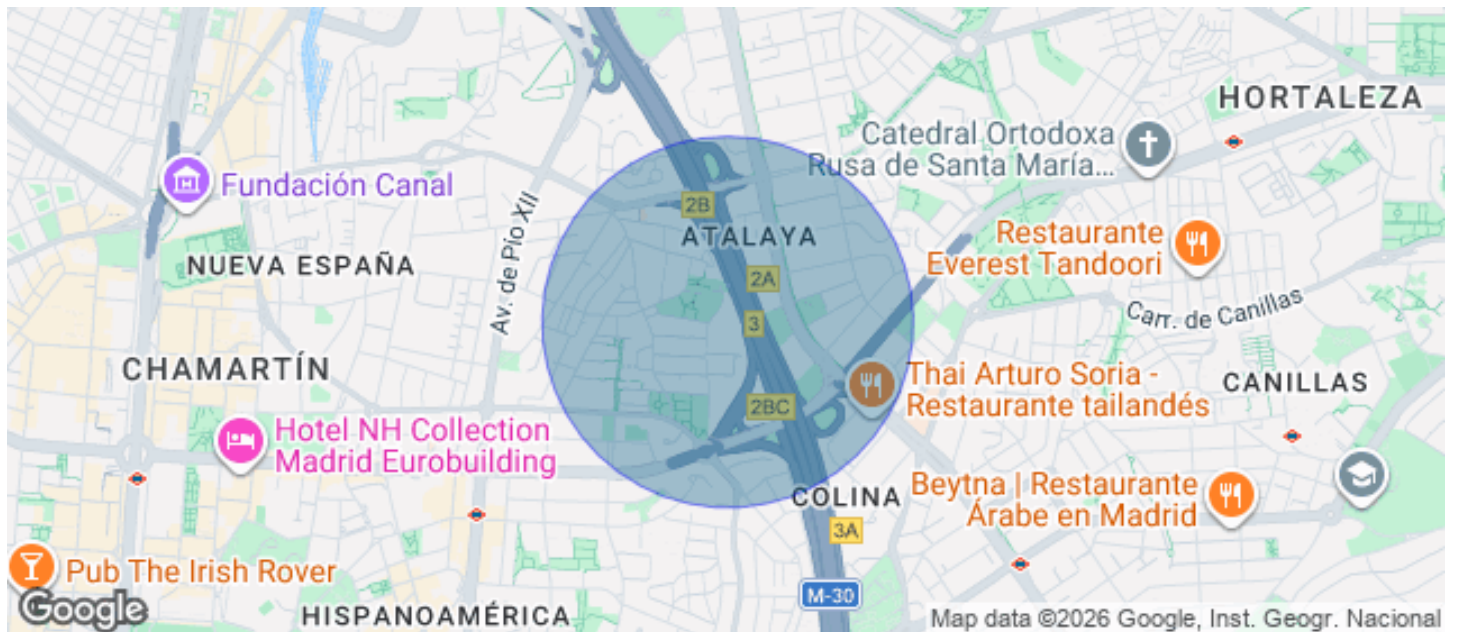 HORTALEZA
Catedral Ortodoxa
Rusa de Santa María...
Fundación Canal
2B
ATALAYA
Restaurante
Everest Tandoori
NUEVA ESPAÑA
Av. de Pío XII
2A
Carr. de Canillas
3
CHAMARTÍN
Thai Arturo Soria -
Restaurante tailandés
CANILLAS
2BC
Hotel NH Collection
Madrid Eurobuilding
COLINA
Beytna | Restaurante
Árabe en Madrid
3A
Pub The Irish Rover
M-30
Google
HISPANOAMÉRICA
Map data ©2026 Google, Inst. Geogr. Nacional